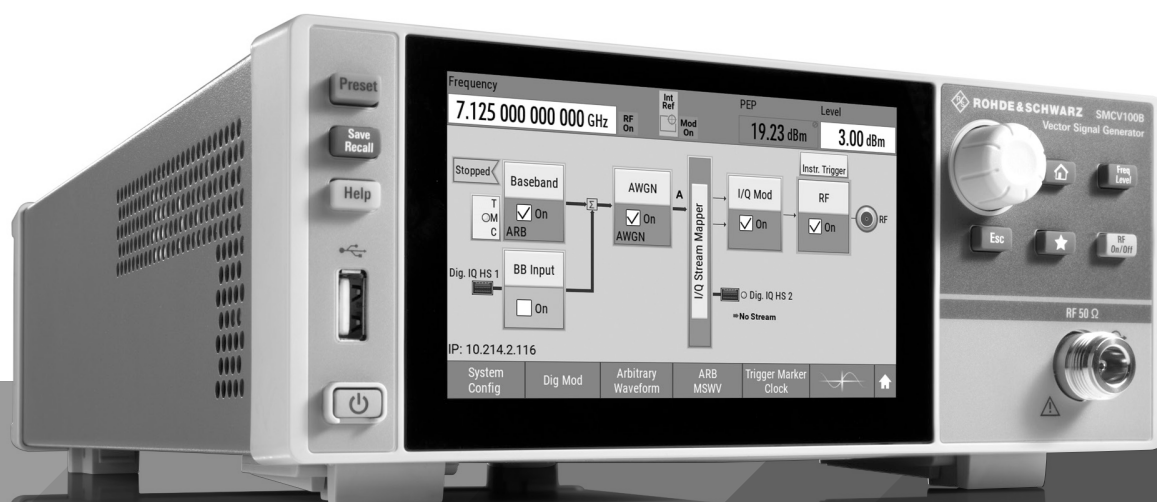 Preset
Save
Recall
Help
Frequency
7.125 000 000 000 GHz
RF
On
Int
Ref
Mod
On
PEP
19.23 dBm
Level
3.00 dBm
Stopped
Baseband
On
ARB
T
M
C
AWGN
On
AWGN
A
I/Q Stream Mapper
I/Q Mod
On
Instr. Trigger
RF
On
RF
Dig. IQ HS 1
BB Input
On
Dig. IQ HS 2
No Stream
IP: 10.214.2.116
System
Config
Dig Mod
Arbitrary
Waveform
ARB
MSWV
Trigger Marker
Clock
ROHDE&SCHWARZ SMCV100B
Vector Signal Generator
Freq
Level
Esc
RF
On/Off
RF 50 Ω